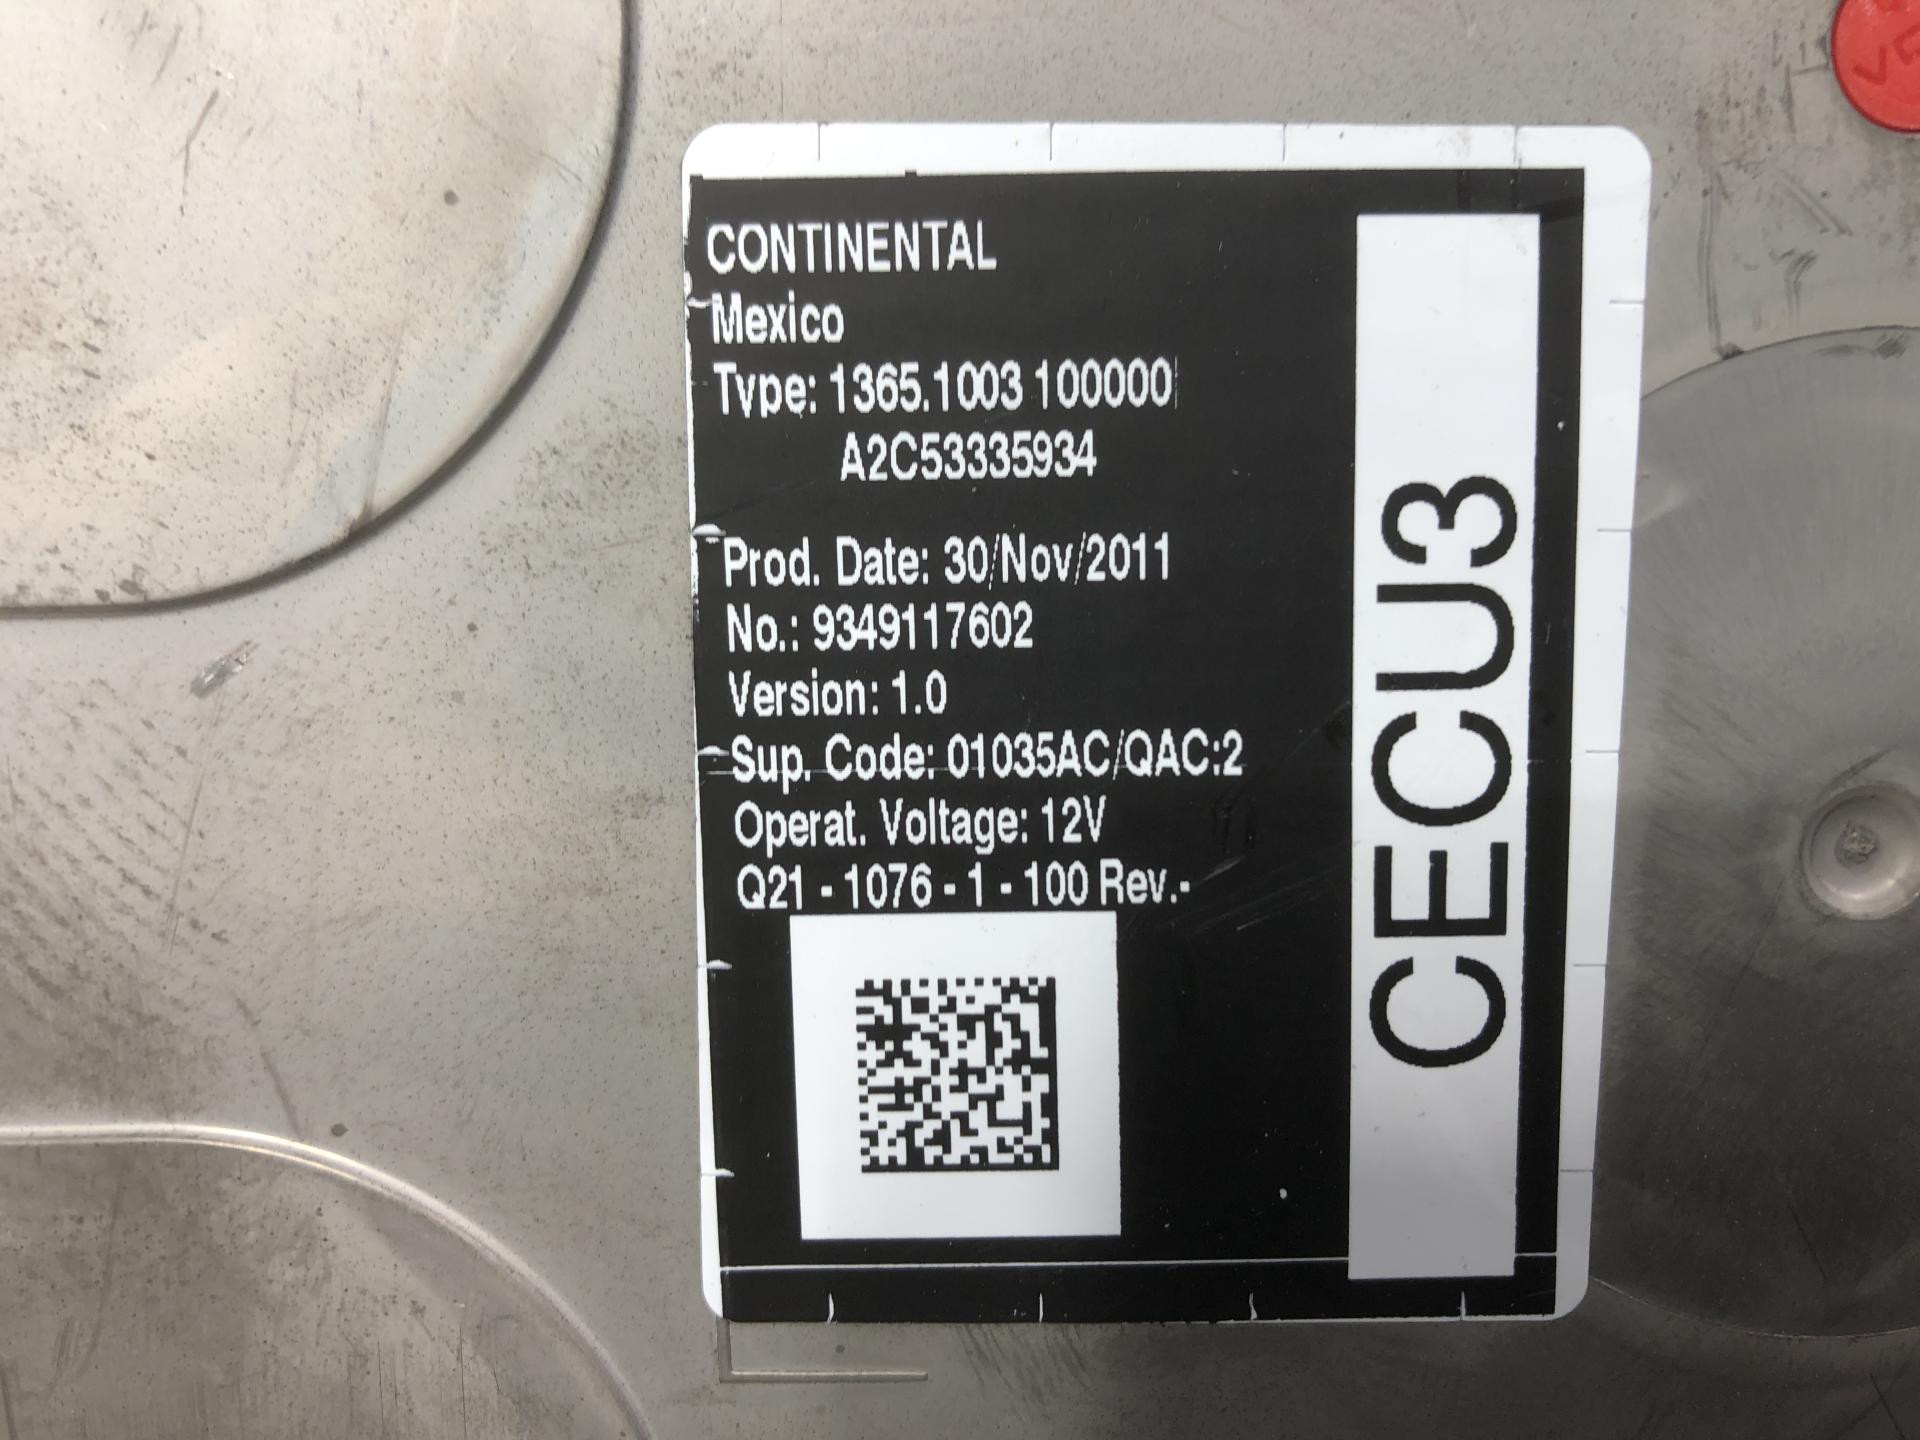 CONTINENTAL
Mexico
Type: 1365.1003 100000
A2C53335934
Prod. Date: 30/Nov/2011
No.: 9349117602
Version: 1.0
Sup. Code: 01035AC/QAC:2
Operat. Voltage: 12V
Q21 - 1076 - 1 - 100 Rev.-
CECU3